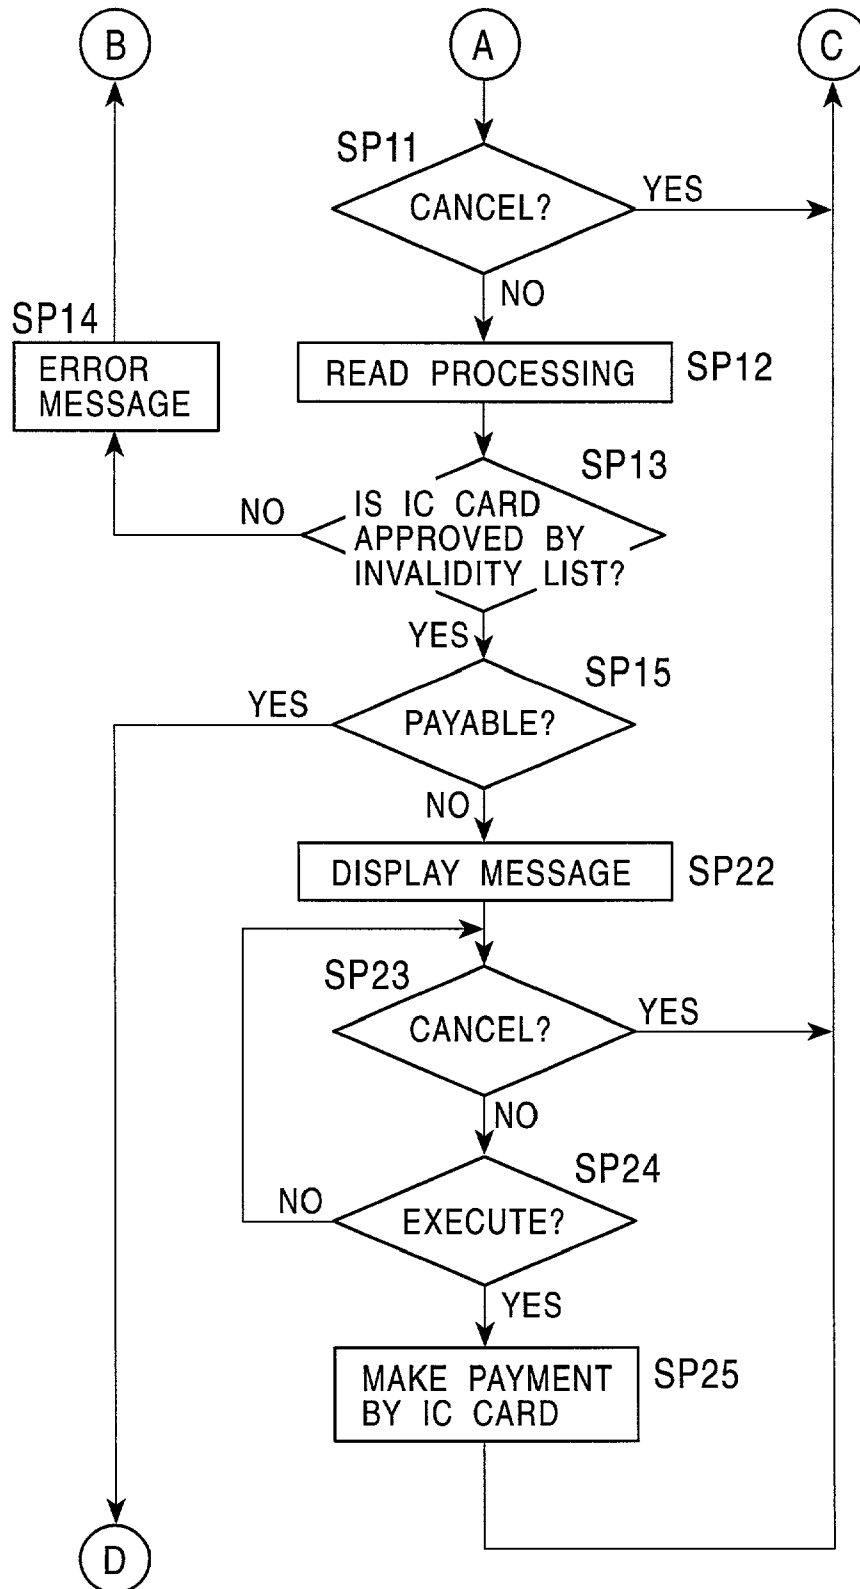 B
A
C
SP11
CANCEL?
YES
NO
SP14
ERROR
MESSAGE
READ PROCESSING
SP12
SP13
NO
IS IC CARD
APPROVED BY
INVALIDITY LIST?
YES
SP15
YES
PAYABLE?
NO
DISPLAY MESSAGE
SP22
SP23
CANCEL?
YES
NO
SP24
NO
EXECUTE?
YES
MAKE PAYMENT
BY IC CARD
SP25
D